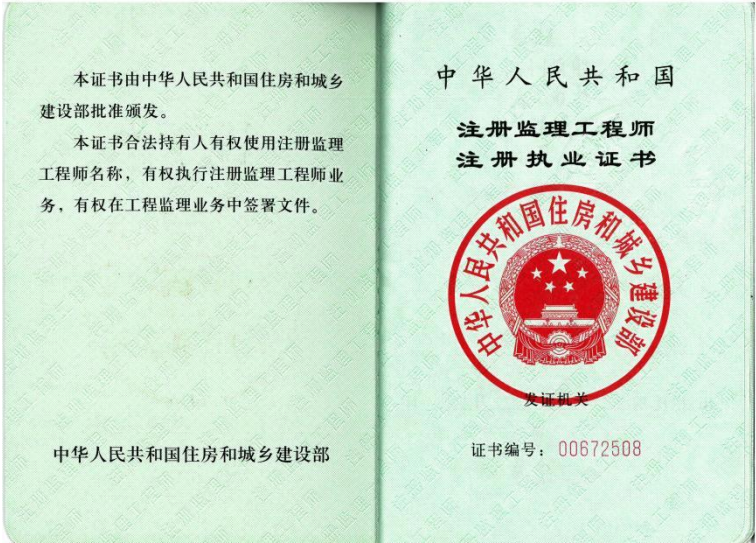 本证书由中华人民共和国住房和城乡
建设部批准颁发。
本证书合法持有人有权使用注册监理
工程师名称，有权执行注册监理工程师业
务，有权在工程监理业务中签署文件。
中华人民共和国住房和城乡建设部
中华人民共和国
注册监理工程师
注册执业证书
中华人民共和国住房和城乡建设部
发证机关
证书编号：00672508